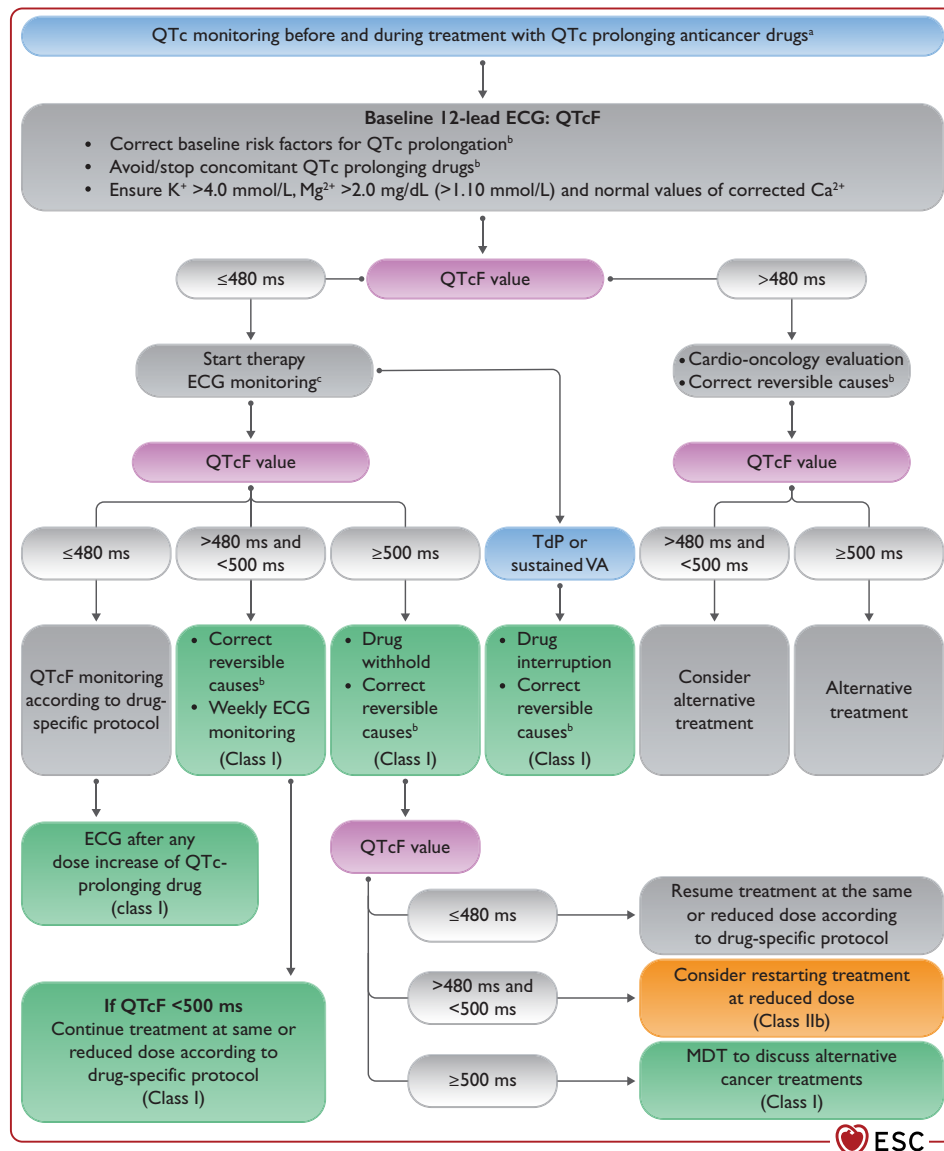 QTc monitoring before and during treatment with QTc prolonging anticancer drugsᵃ
Baseline 12-lead ECG: QTcF
• Correct baseline risk factors for QTc prolongationᵇ
• Avoid/stop concomitant QTc prolonging drugsᵇ
• Ensure K⁺ >4.0 mmol/L, Mg²⁺ >2.0 mg/dL (>1.10 mmol/L) and normal values of corrected Ca²⁺
≤480 ms
QTcF value
>480 ms
Start therapy
ECG monitoringᶜ
• Cardio-oncology evaluation
• Correct reversible causesᵇ
QTcF value
QTcF value
≤480 ms
>480 ms and
<500 ms
≥500 ms
TdP or
sustained VA
>480 ms and
<500 ms
≥500 ms
QTcF monitoring
according to drug-
specific protocol
• Correct
reversible
causesᵇ
• Weekly ECG
monitoring
(Class I)
• Drug
withhold
• Correct
reversible
causesᵇ
(Class I)
• Drug
interruption
• Correct
reversible
causesᵇ
(Class I)
Consider
alternative
treatment
Alternative
treatment
ECG after any
dose increase of QTc-
prolonging drug
(class I)
QTcF value
≤480 ms
Resume treatment at the same
or reduced dose according
to drug-specific protocol
>480 ms and
<500 ms
Consider restarting treatment
at reduced dose
(Class IIb)
If QTcF <500 ms
Continue treatment at same or
reduced dose according to
drug-specific protocol
(Class I)
≥500 ms
MDT to discuss alternative
cancer treatments
(Class I)
ESC